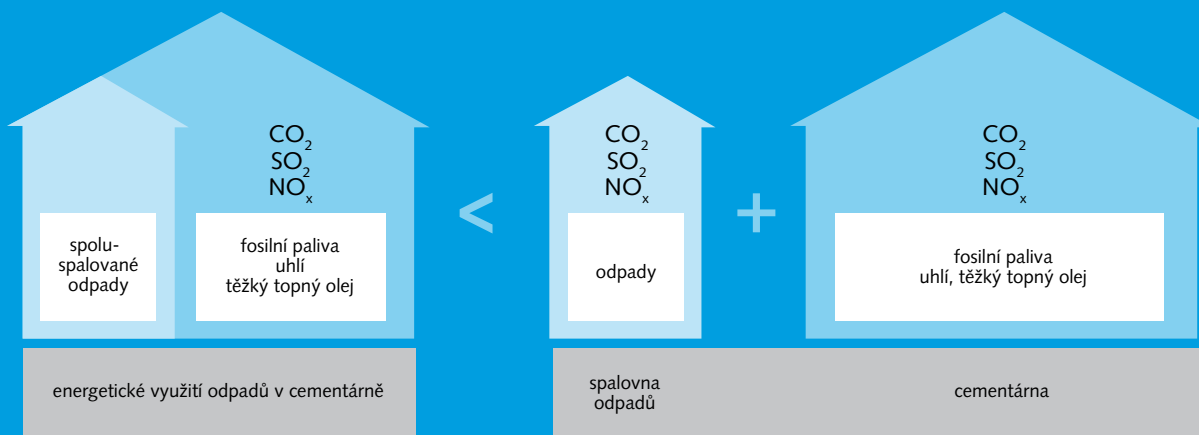 CO₂
SO₂
NOₓ
spolu-
spalované
odpady
fosilní paliva
uhlí
těžký topný olej
energetické využití odpadů v cementárně
<
CO₂
SO₂
NOₓ
odpady
spalovna
odpadů
+
CO₂
SO₂
NOₓ
fosilní paliva
uhlí, těžký topný olej
cementárna